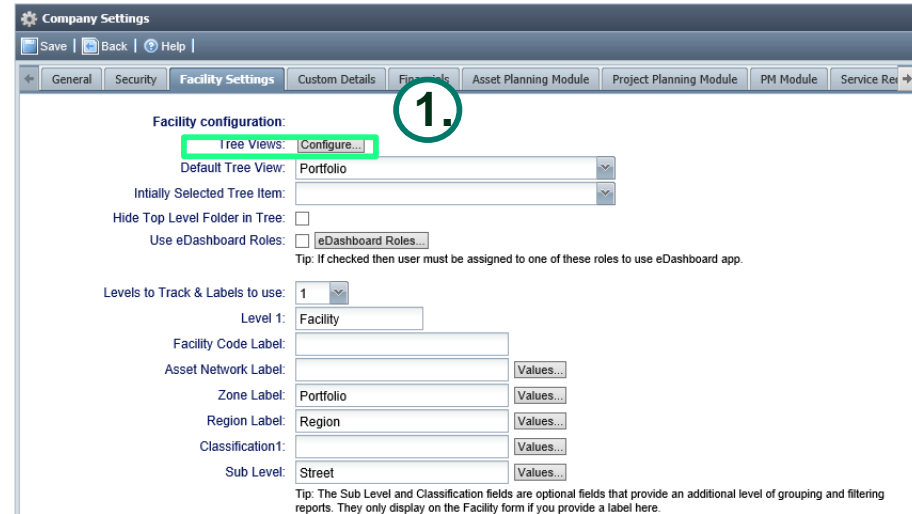 Company Settings
Save | Back | Help |
General Security Facility Settings Custom Details Financials Asset Planning Module Project Planning Module PM Module Service Re
1.
Facility configuration:
Tree Views: Configure...
Default Tree View: Portfolio
Intially Selected Tree Item:
Hide Top Level Folder in Tree:
Use eDashboard Roles: eDashboard Roles...
Tip: If checked then user must be assigned to one of these roles to use eDashboard app.
Levels to Track & Labels to use: 1
Level 1: Facility
Facility Code Label:
Asset Network Label: Values...
Zone Label: Portfolio Values...
Region Label: Region Values...
Classification1: Values...
Sub Level: Street Values...
Tip: The Sub Level and Classification fields are optional fields that provide an additional level of grouping and filtering
reports. They only display on the Facility form if you provide a label here.